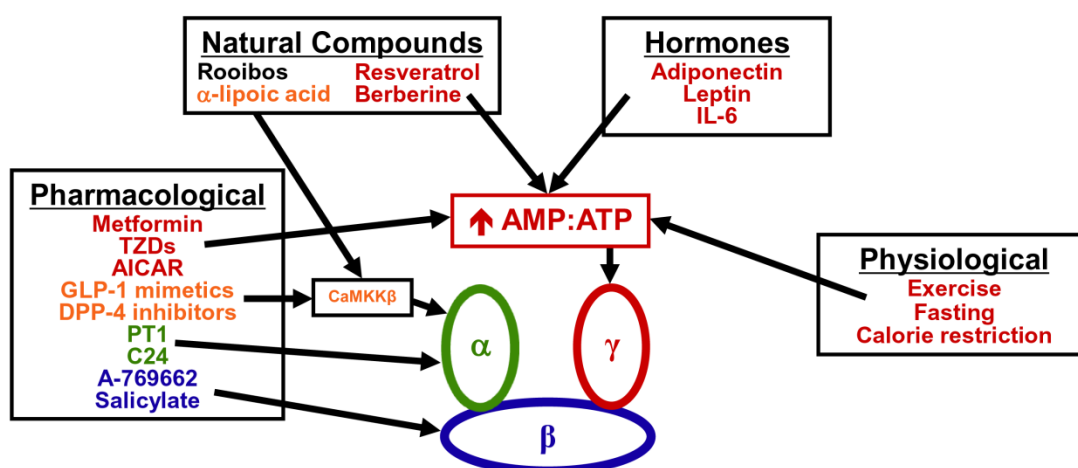 Natural Compounds
Rooibos
α-lipoic acid
Resveratrol
Berberine
Hormones
Adiponectin
Leptin
IL-6
Pharmacological
Metformin
TZDs
AICAR
GLP-1 mimetics
DPP-4 inhibitors
PT1
C24
A-769662
Salicylate
AMP:ATP
CaMKKβ
Physiological
Exercise
Fasting
Calorie restriction
α
γ
β